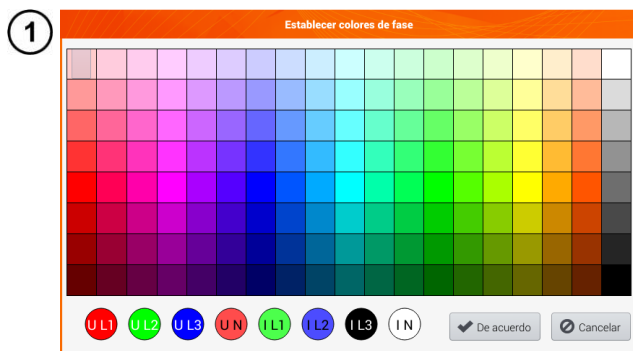 1
Establecer colores de fase
U L1 U L2 U L3 U N I L1 I L2 I L3 I N De acuerdo Cancelar